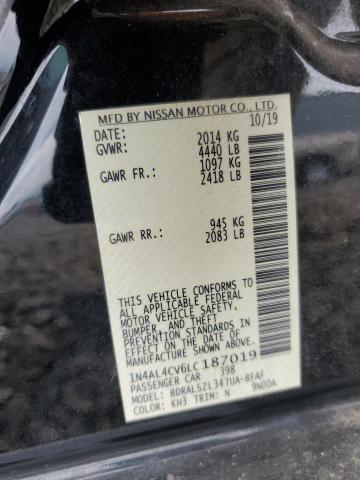 MFD BY NISSAN MOTOR CO., LTD.
DATE: 10/19
GVWR: 2014 KG
4440 LB
GAWR FR.: 1097 KG
2418 LB
GAWR RR.: 945 KG
2083 LB
THIS VEHICLE CONFORMS TO
ALL APPLICABLE FEDERAL
MOTOR VEHICLE SAFETY,
BUMPER, AND THEFT
PREVENTION STANDARDS IN
EFFECT ON THE DATE OF
MANUFACTURE SHOWN ABOVE.
1N4AL4CV6LC187019
PASSENGER CAR 398
MODEL: BDRALSZL34TUA-BFAF
COLOR: KH3 TRIM: N 9N00A